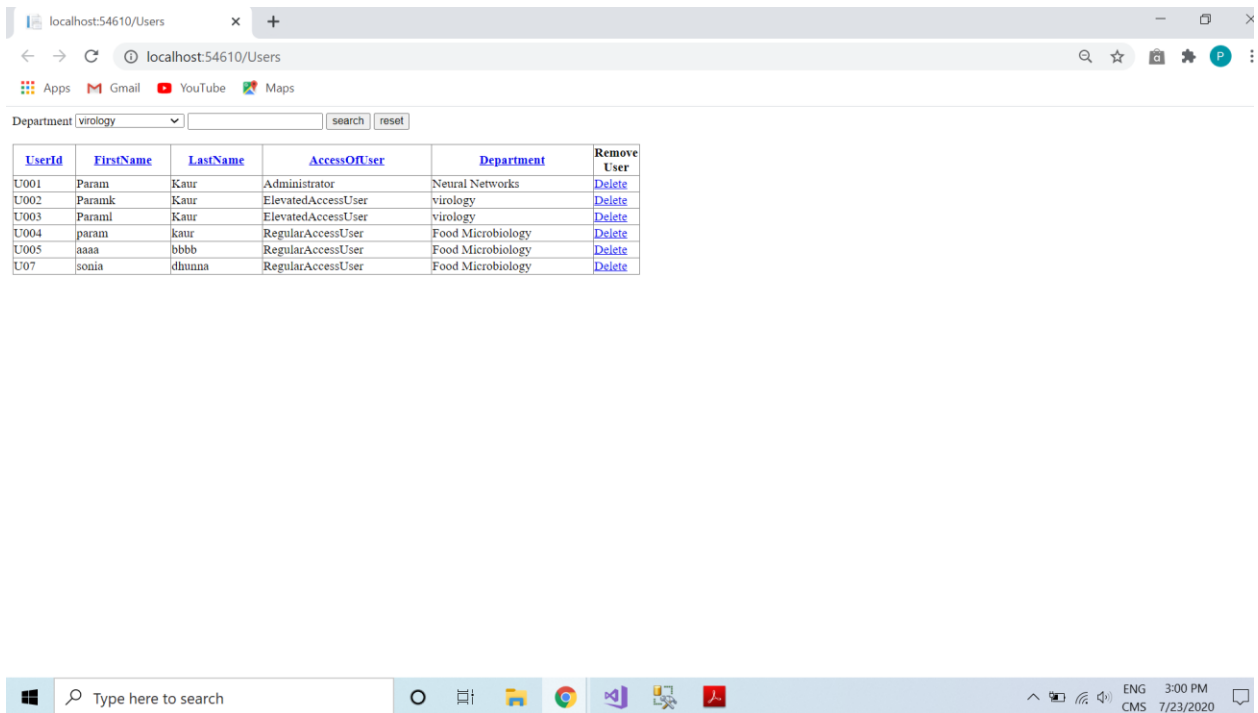 localhost:54610/Users
localhost:54610/Users
Apps Gmail YouTube Maps
Department virology search reset
UserId FirstName LastName AccessOfUser Department Remove User
U001 Param Kaur Administrator Neural Networks Delete
U002 Paramk Kaur ElevatedAccessUser virology Delete
U003 Paraml Kaur ElevatedAccessUser virology Delete
U004 param kaur RegularAccessUser Food Microbiology Delete
U005 aaaa bbbb RegularAccessUser Food Microbiology Delete
U07 sonia dhunna RegularAccessUser Food Microbiology Delete
Type here to search
ENG 3:00 PM
CMS 7/23/2020